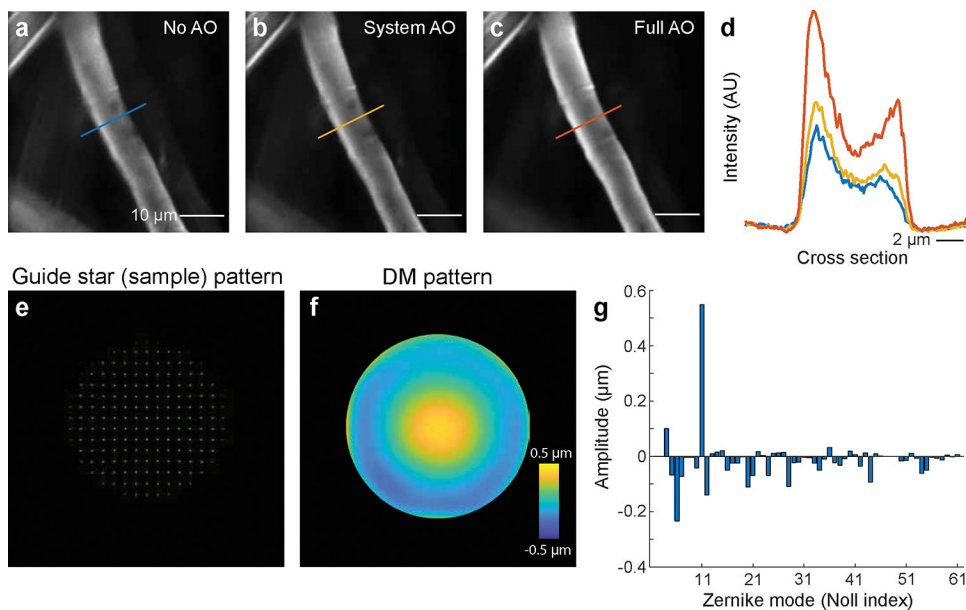 a No AO
10 µm
b System AO
c Full AO
d
Intensity (AU)
2 µm
Cross section
Guide star (sample) pattern
e
DM pattern
f
0.5 µm
-0.5 µm
g
Amplitude (µm)
0.6
0.4
0.2
0
-0.2
-0.4
11 21 31 41 51 61
Zernike mode (Noll index)